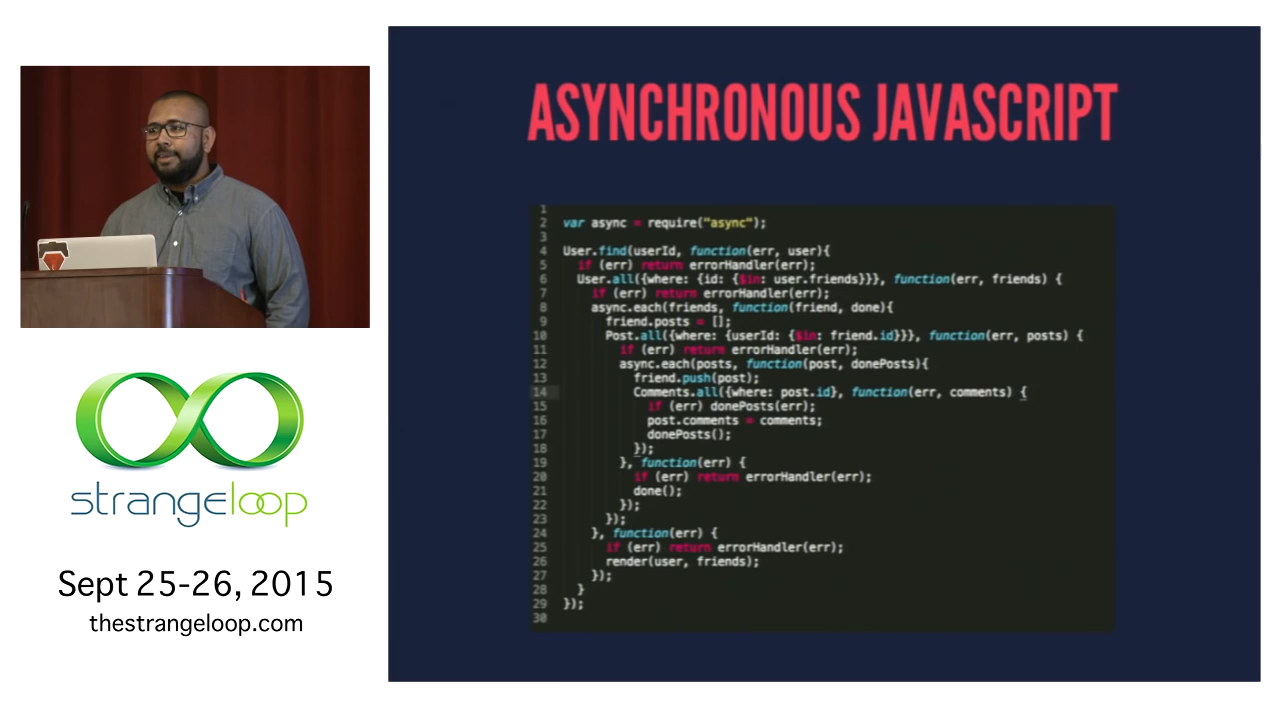 ASYNCHRONOUS JAVASCRIPT
1
2 var async = require("async");
3
4 User.find(userId, function(err, user){
5 if (err) return errorHandler(err);
6 User.all({where: {id: {$in: user.friends}}}, function(err, friends) {
7 if (err) return errorHandler(err);
8 async.each(friends, function(friend, done){
9 friend.posts = [];
10 Post.all({where: {userId: {$in: friend.id}}}, function(err, posts) {
11 if (err) return errorHandler(err);
12 async.each(posts, function(post, donePosts){
13 friend.push(post);
14 Comments.all({where: post.id}, function(err, comments) {
15 if (err) donePosts(err);
16 post.comments = comments;
17 donePosts();
18 });
19 }, function(err) {
20 if (err) return errorHandler(err);
21 done();
22 });
23 });
24 }, function(err) {
25 if (err) return errorHandler(err);
26 render(user, friends);
27 });
28 }
29 });
30
strangeloop
Sept 25-26, 2015
thestrangeloop.com